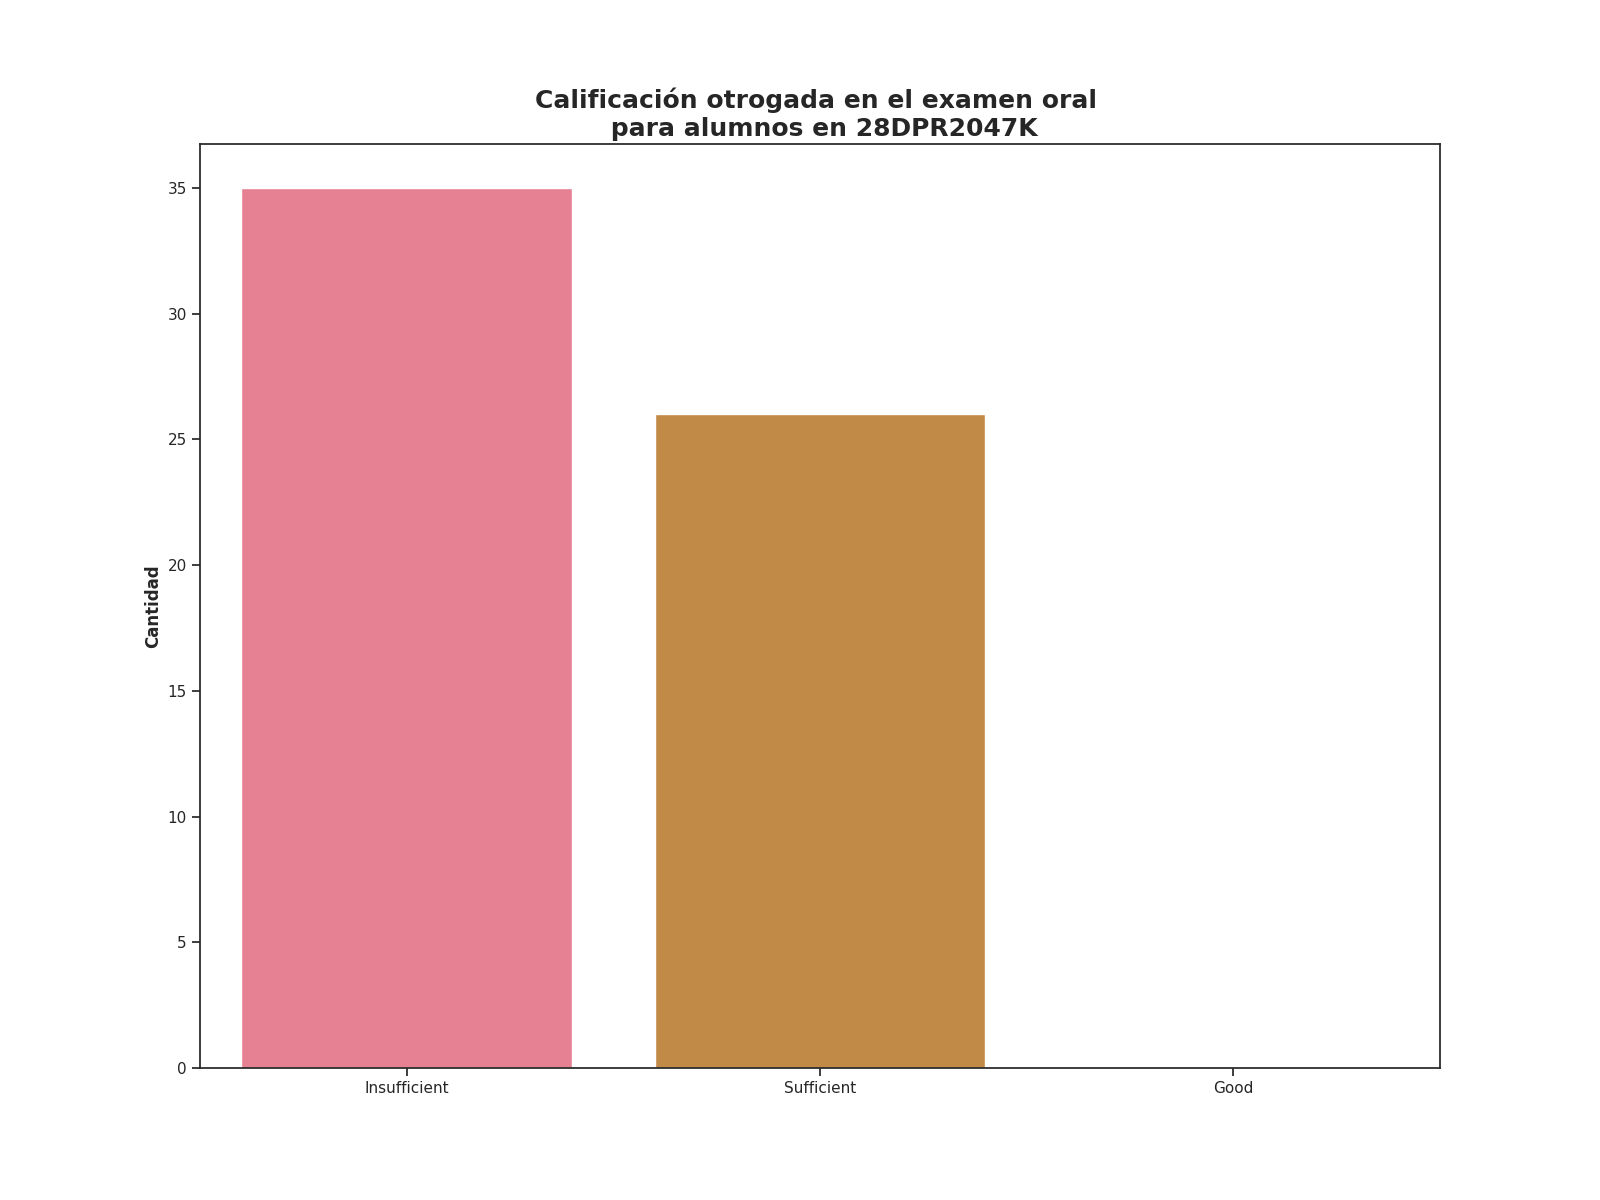 Calificación otrogada en el examen oral
para alumnos en 28DPR2047K
Cantidad
35
30
25
20
15
10
5
0
Insufficient
Sufficient
Good